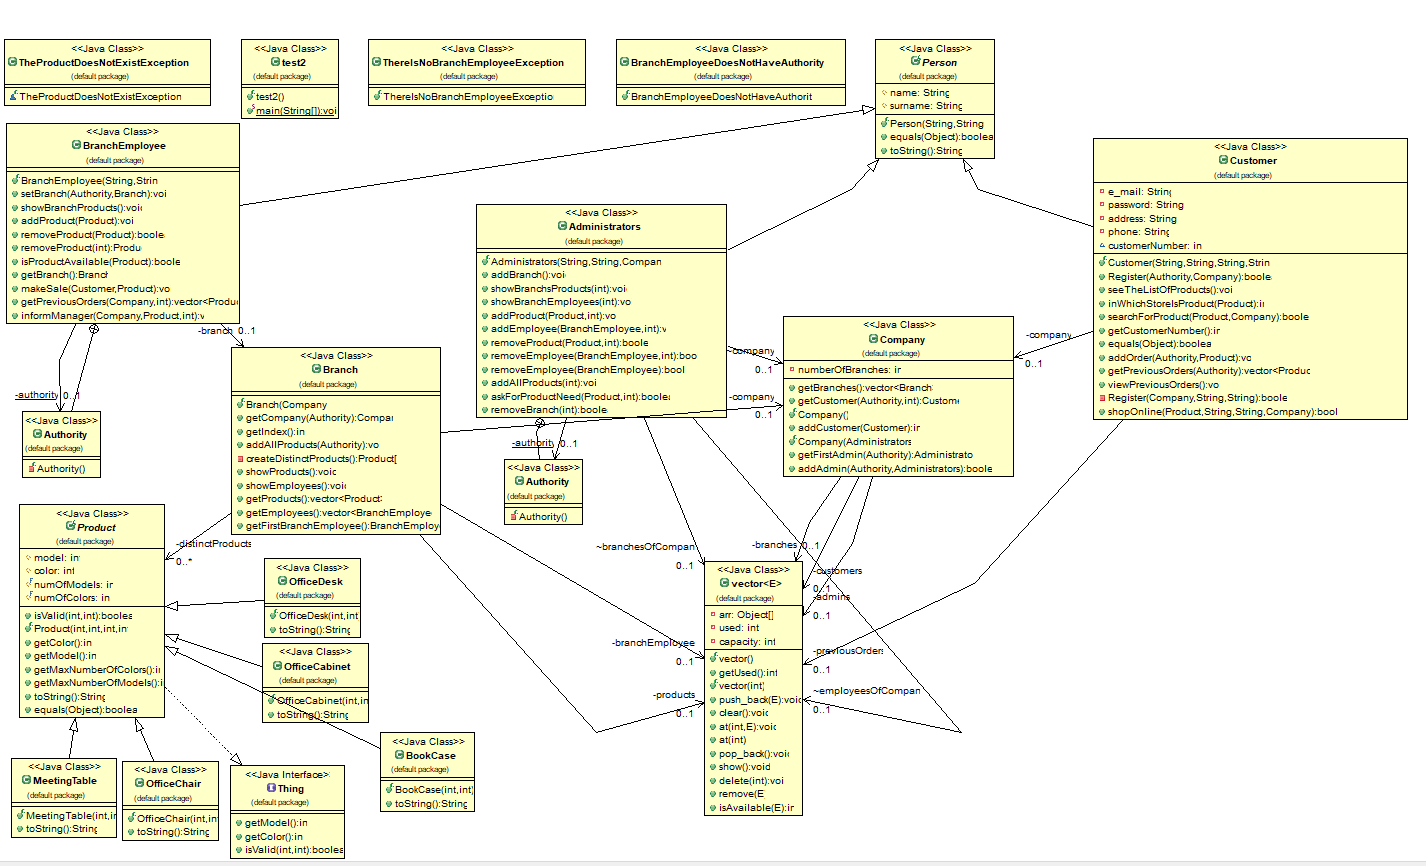 <<Java Class>>
TheProductDoesNotExistException
(default package)
TheProductDoesNotExistException
<<Java Class>>
test2
(default package)
test2()
main(String[]):voi
<<Java Class>>
ThereIsNoBranchEmployeeException
(default package)
ThereIsNoBranchEmployeeExceptio
<<Java Class>>
BranchEmployeeDoesNotHaveAuthority
(default package)
BranchEmployeeDoesNotHaveAuthorit
<<Java Class>>
Person
(default package)
name: String
surname: String
Person(String,String
equals(Object):boolea
toString():String
<<Java Class>>
BranchEmployee
(default package)
BranchEmployee(String,Strin
setBranch(Authority,Branch):voi
showBranchProducts():voi
addProduct(Product):voi
removeProduct(Product):boole
removeProduct(int):Produ
isProductAvailable(Product):boole
getBranch():Branch
makeSale(Customer,Product):vo
getPreviousOrders(Company,int):vector<Produ
informManager(Company,Product,int):v
<<Java Class>>
Administrators
(default package)
Administrators(String,String,Compan
addBranch():voi
showBranchsProducts(int):voi
showBranchEmployees(int):vo
addProduct(Product,int):vo
addEmployee(BranchEmployee,int):v
removeProduct(Product,int):boole
removeEmployee(BranchEmployee,int):boo
removeEmployee(BranchEmployee):bool
addAllProducts(int):voi
askForProductNeed(Product,int):boolea
removeBranch(int):boole
<<Java Class>>
Customer
(default package)
e_mail: String
password: String
address: String
phone: String
customerNumber: in
Customer(String,String,String,Strin
Register(Authority,Company):boole
seeTheListOfProducts():voi
inWhichStoreIsProduct(Product):ir
searchForProduct(Product,Company):boole
getCustomerNumber():ir
equals(Object):boolea
addOrder(Authority,Product):vo
getPreviousOrders(Authority):vector<Produc
viewPreviousOrders():vo
Register(Company,String,String):boole
shopOnline(Product,String,String,Company):bool
<<Java Class>>
Company
(default package)
numberOfBranches: ir
getBranches():vector<Branch
getCustomer(Authority,int):Custome
Company()
addCustomer(Customer):ir
Company(Administrators
getFirstAdmin(Authority):Administrato
addAdmin(Authority,Administrators):boole
-branch 0..1
-company
0..1
-company
0..1
-company
0..1
<<Java Class>>
Branch
(default package)
Branch(Company
getCompany(Authority):Compai
getIndex():in
addAllProducts(Authority):vo
createDistinctProducts():Product[
showProducts():voic
showEmployees():voic
getProducts():vector<Product
getEmployees():vector<BranchEmploye
getFirstBranchEmployee():BranchEmploye
-authority 0..1
<<Java Class>>
Authority
(default package)
Authority()
-authority 0..1
<<Java Class>>
Authority
(default package)
Authority()
<<Java Class>>
Product
(default package)
model: in
color: int
numOfModels: ir
numOfColors: in
isValid(int,int):boolea
Product(int,int,int,in
getColor():in
getModel():in
getMaxNumberOfColors():ir
getMaxNumberOfModels():i
toString():String
equals(Object):boolea
-distinctProducts
0..*
<<Java Class>>
OfficeDesk
(default package)
OfficeDesk(int,int
toString():String
<<Java Class>>
OfficeCabinet
(default package)
OfficeCabinet(int,in
toString():String
<<Java Class>>
BookCase
(default package)
BookCase(int,int)
toString():String
<<Java Class>>
MeetingTable
(default package)
MeetingTable(int,in
toString():String
<<Java Class>>
OfficeChair
(default package)
OfficeChair(int,in
toString():String
<<Java Interface>
Thing
(default package)
getModel():in
getColor():in
isValid(int,int):boolea
<<Java Class>>
vector<E>
(default package)
arr: Object[]
used: int
capacity: int
vector()
getUsed():int
vector(int)
push_back(E):voic
clear():voic
at(int,E):void
at(int)
pop_back():voic
show():void
delete(int):voi
remove(E
isAvailable(E):ir
~branchesOfCompan
0..1
-branches 0..1
-customers
0..1
-admins
0..1
-branchEmployee
0..1
-previousOrders
0..1
-products
0..1
~employeesOfCompan
0..1